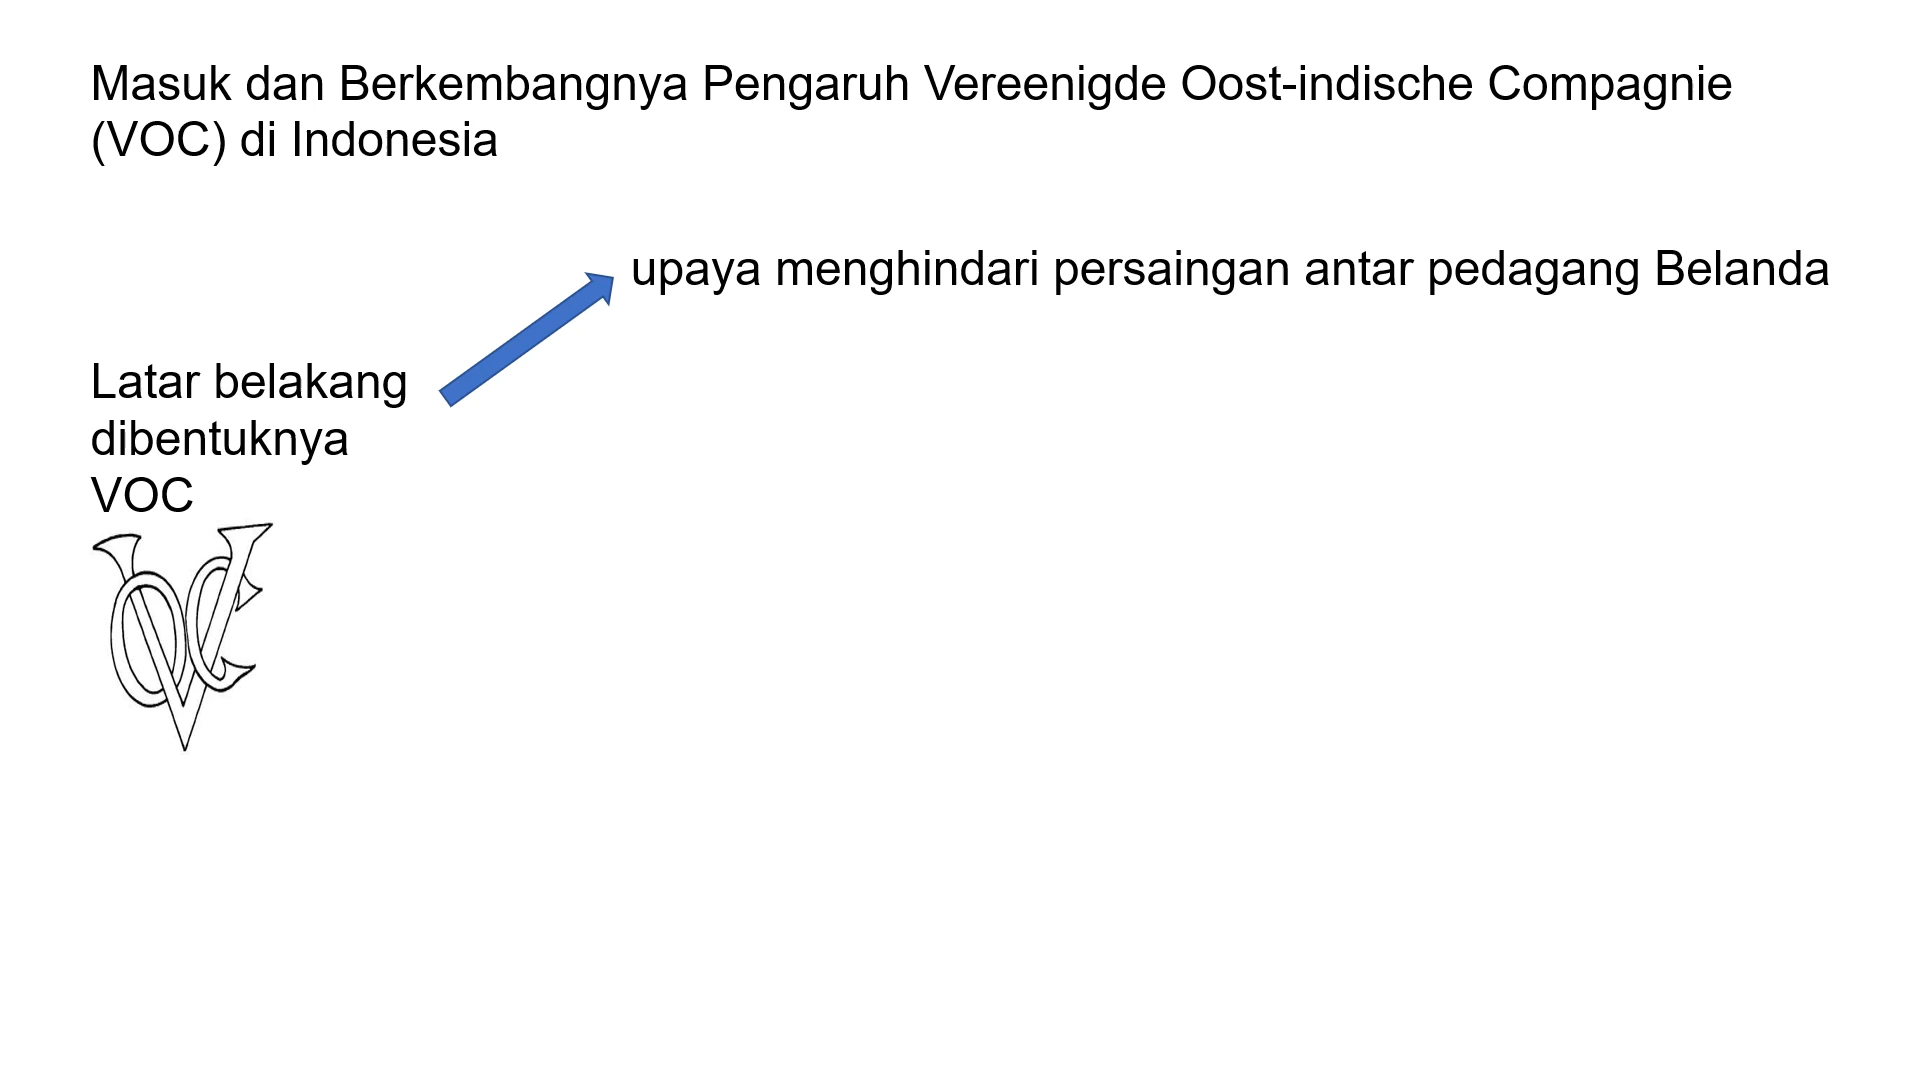 Masuk dan Berkembangnya Pengaruh Vereenigde Oost-indische Compagnie
(VOC) di Indonesia
upaya menghindari persaingan antar pedagang Belanda
Latar belakang
dibentuknya
VOC
VOC